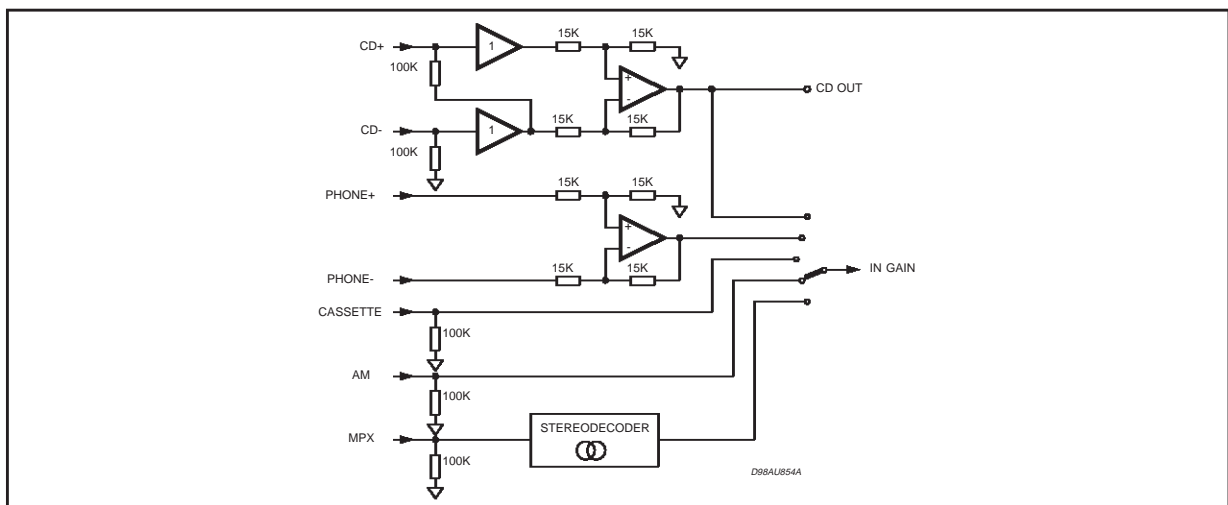 15K 15K
CD+ 1
100K +
- CD OUT
CD- 1 15K 15K
100K
15K 15K
PHONE+
+
-
15K 15K IN GAIN
PHONE-
CASSETTE
100K
AM
100K
STEREODECODER
MPX
100K D98AU854A